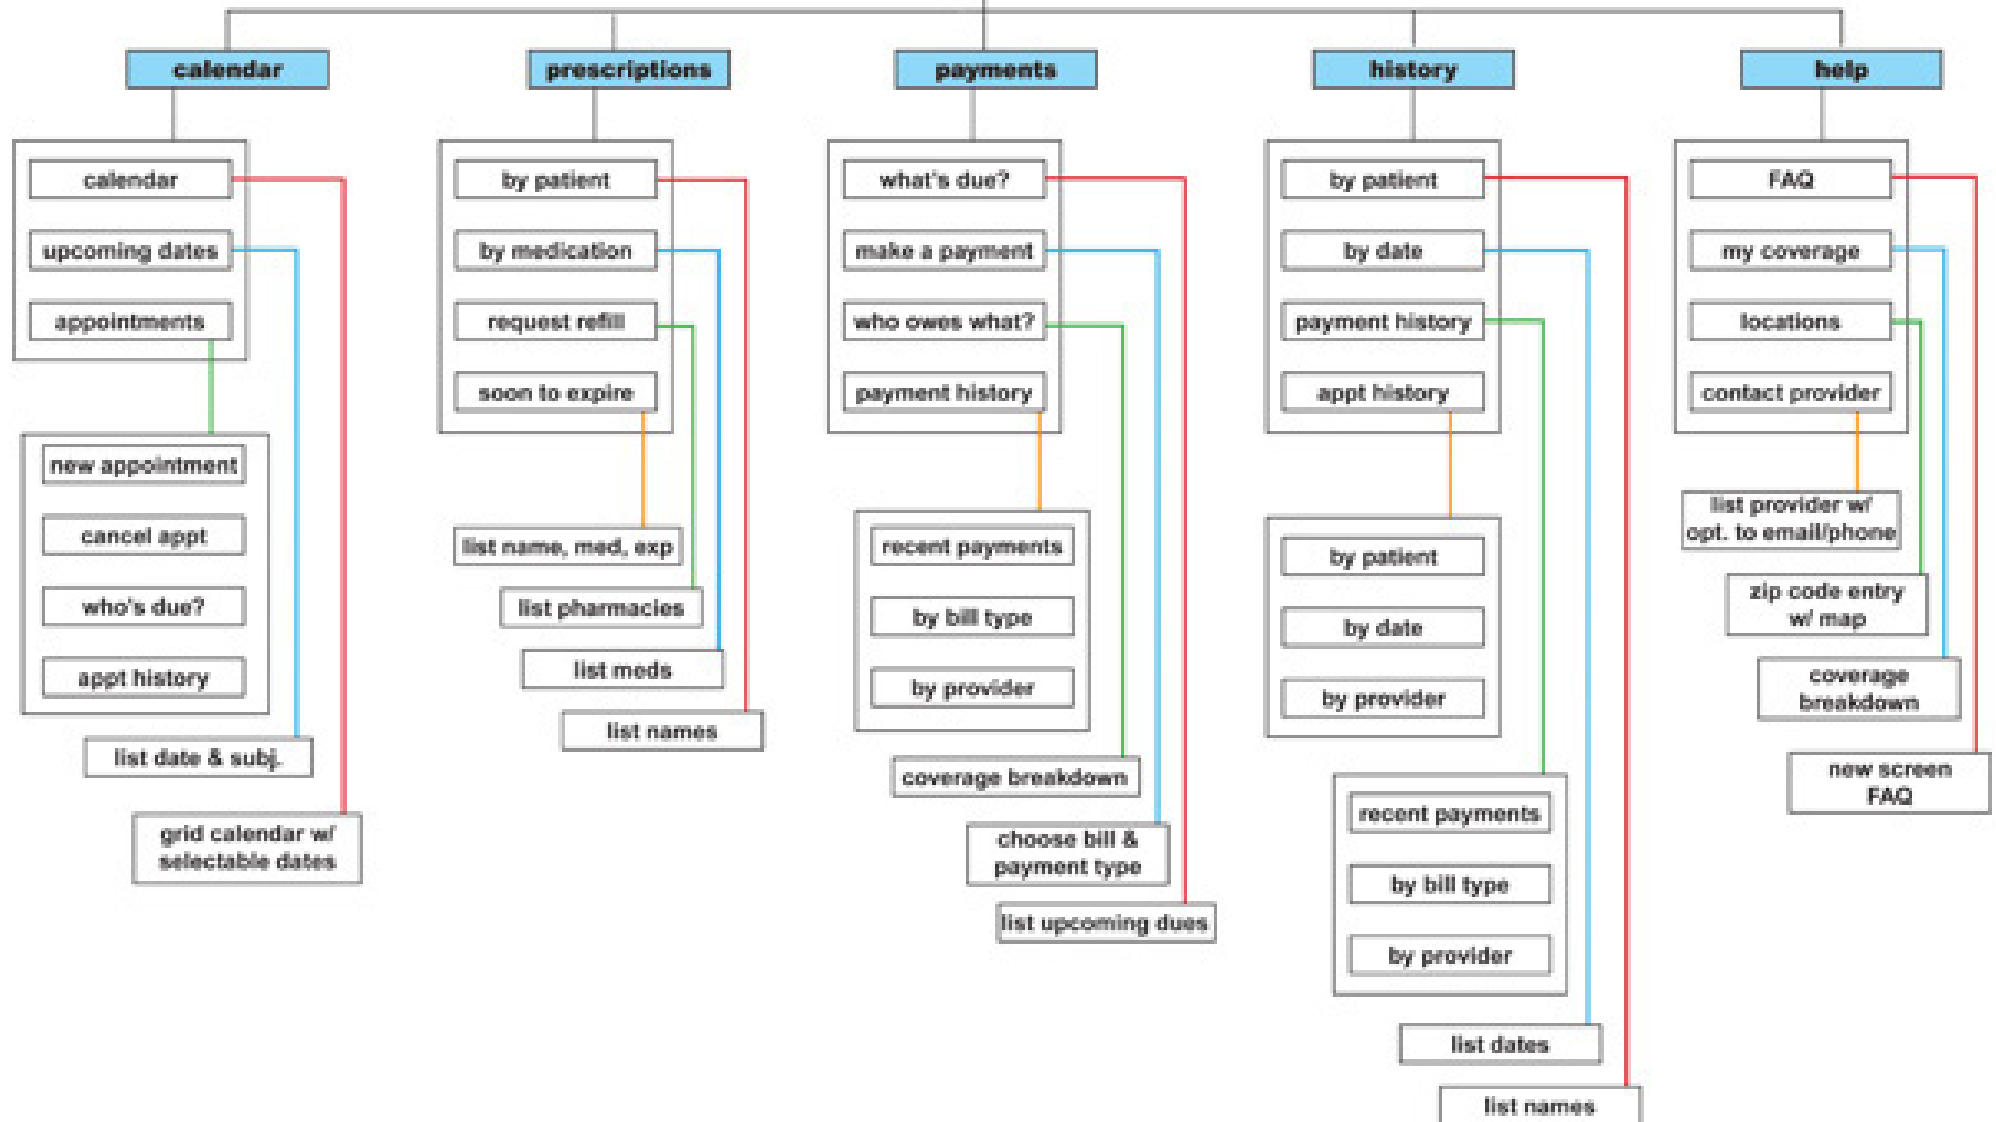 calendar
prescriptions
payments
history
help
calendar
upcoming dates
appointments
new appointment
cancel appt
who's due?
appt history
list date & subj.
grid calendar w/
selectable dates
by patient
by medication
request refill
soon to expire
list name, med, exp
list pharmacies
list meds
list names
what's due?
make a payment
who owes what?
payment history
recent payments
by bill type
by provider
coverage breakdown
choose bill &
payment type
list upcoming dues
by patient
by date
payment history
appt history
by patient
by date
by provider
recent payments
by bill type
by provider
list dates
list names
FAQ
my coverage
locations
contact provider
list provider w/
opt. to email/phone
zip code entry
w/ map
coverage
breakdown
new screen
FAQ